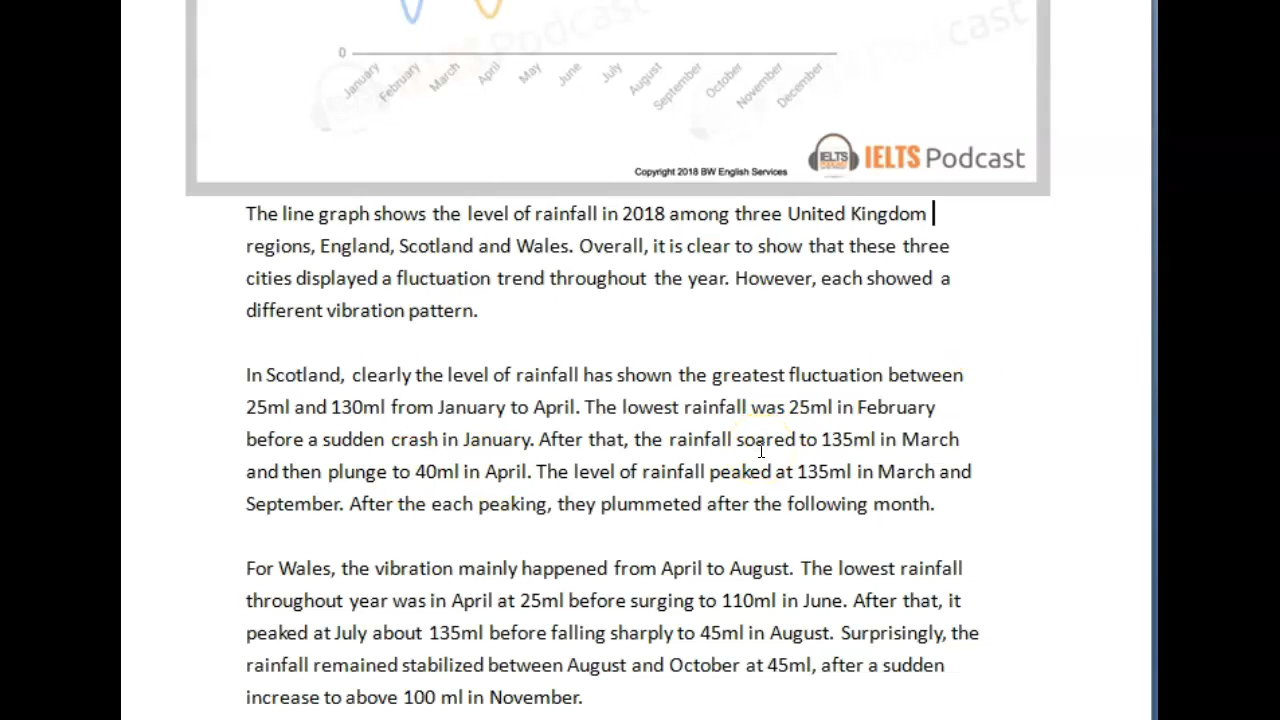 0
January
February
March
April
May
June
July
August
September
October
November
December
Podcast
podcast
IELTS
IELTS Podcast
Copyright 2018 BW English Services
The line graph shows the level of rainfall in 2018 among three United Kingdom
regions, England, Scotland and Wales. Overall, it is clear to show that these three
cities displayed a fluctuation trend throughout the year. However, each showed a
different vibration pattern.
In Scotland, clearly the level of rainfall has shown the greatest fluctuation between
25ml and 130ml from January to April. The lowest rainfall was 25ml in February
before a sudden crash in January. After that, the rainfall soared to 135ml in March
and then plunge to 40ml in April. The level of rainfall peaked at 135ml in March and
September. After the each peaking, they plummeted after the following month.
For Wales, the vibration mainly happened from April to August. The lowest rainfall
throughout year was in April at 25ml before surging to 110ml in June. After that, it
peaked at July about 135ml before falling sharply to 45ml in August. Surprisingly, the
rainfall remained stabilized between August and October at 45ml, after a sudden
increase to above 100 ml in November.